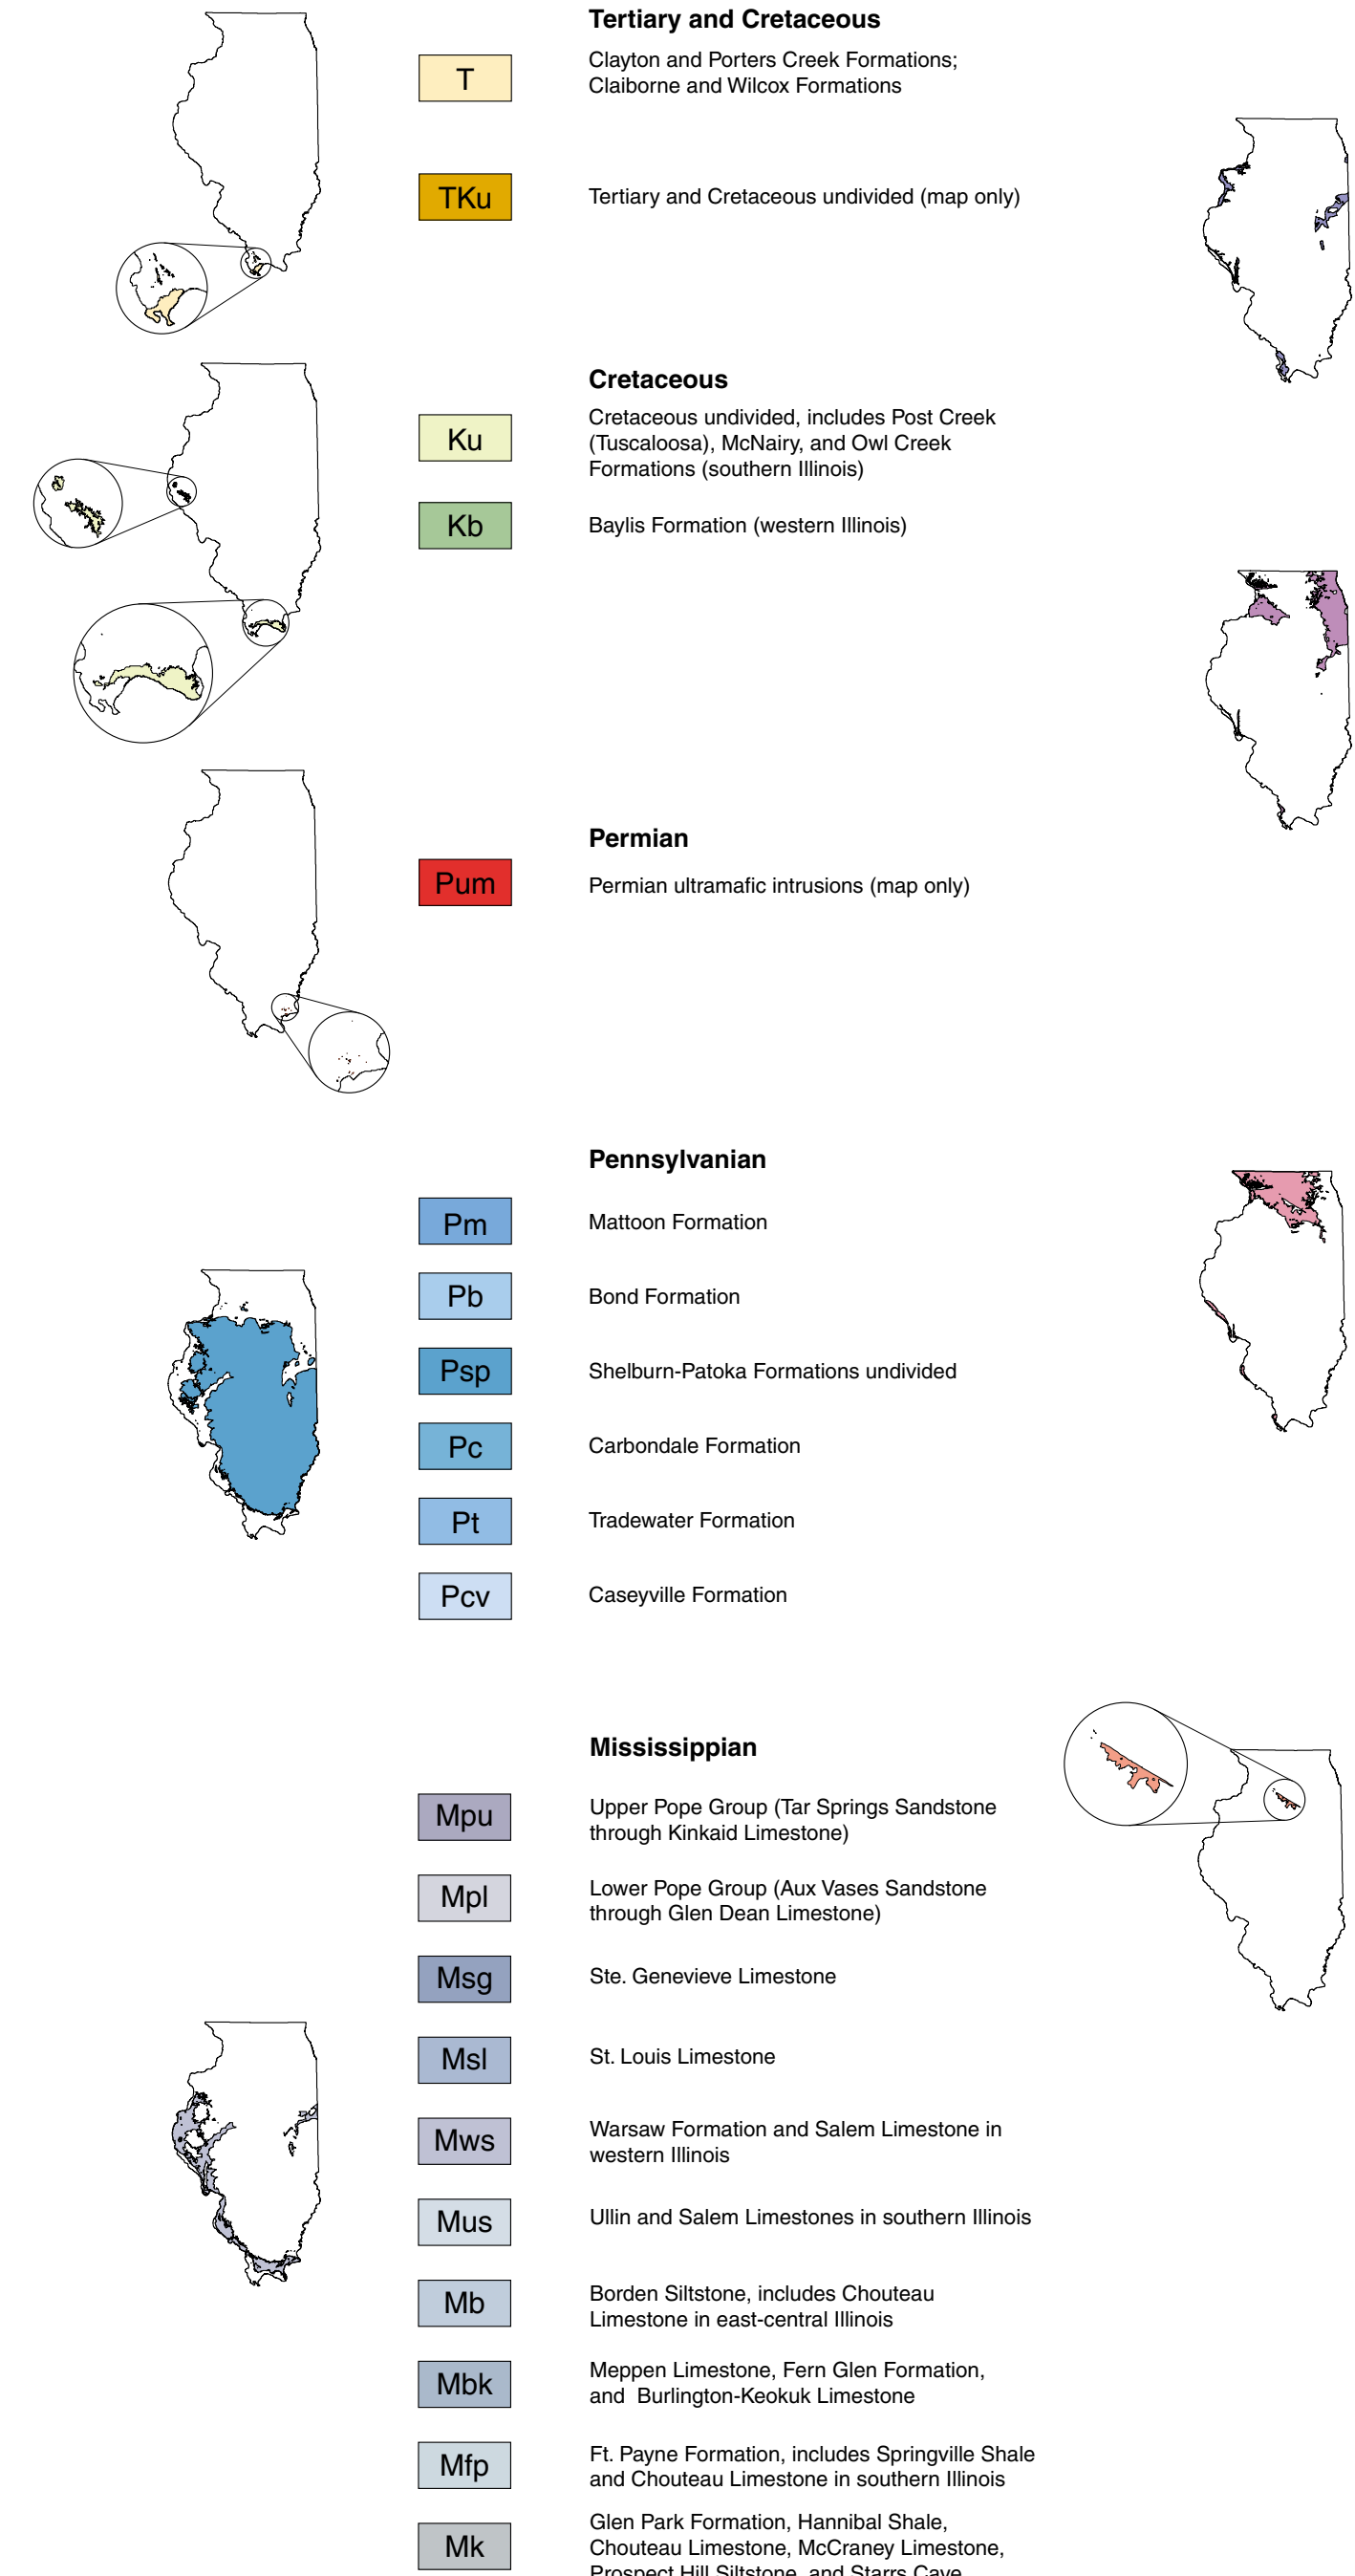 Tertiary and Cretaceous
T
Clayton and Porters Creek Formations;
Claiborne and Wilcox Formations
TKu
Tertiary and Cretaceous undivided (map only)
Cretaceous
Ku
Cretaceous undivided, includes Post Creek
(Tuscaloosa), McNairy, and Owl Creek
Formations (southern Illinois)
Kb
Baylis Formation (western Illinois)
Permian
Pum
Permian ultramafic intrusions (map only)
Pennsylvanian
Pm
Mattoon Formation
Pb
Bond Formation
Psp
Shelburn-Patoka Formations undivided
Pc
Carbondale Formation
Pt
Tradewater Formation
Pcv
Caseyville Formation
Mississippian
Mpu
Upper Pope Group (Tar Springs Sandstone
through Kinkaid Limestone)
Mpl
Lower Pope Group (Aux Vases Sandstone
through Glen Dean Limestone)
Msg
Ste. Genevieve Limestone
Msl
St. Louis Limestone
Mws
Warsaw Formation and Salem Limestone in
western Illinois
Mus
Ullin and Salem Limestones in southern Illinois
Mb
Borden Siltstone, includes Chouteau
Limestone in east-central Illinois
Mbk
Meppen Limestone, Fern Glen Formation,
and Burlington-Keokuk Limestone
Mfp
Ft. Payne Formation, includes Springville Shale
and Chouteau Limestone in southern Illinois
Mk
Glen Park Formation, Hannibal Shale,
Chouteau Limestone, McCraney Limestone,
Prospect Hill Siltstone, and Starrs Cave